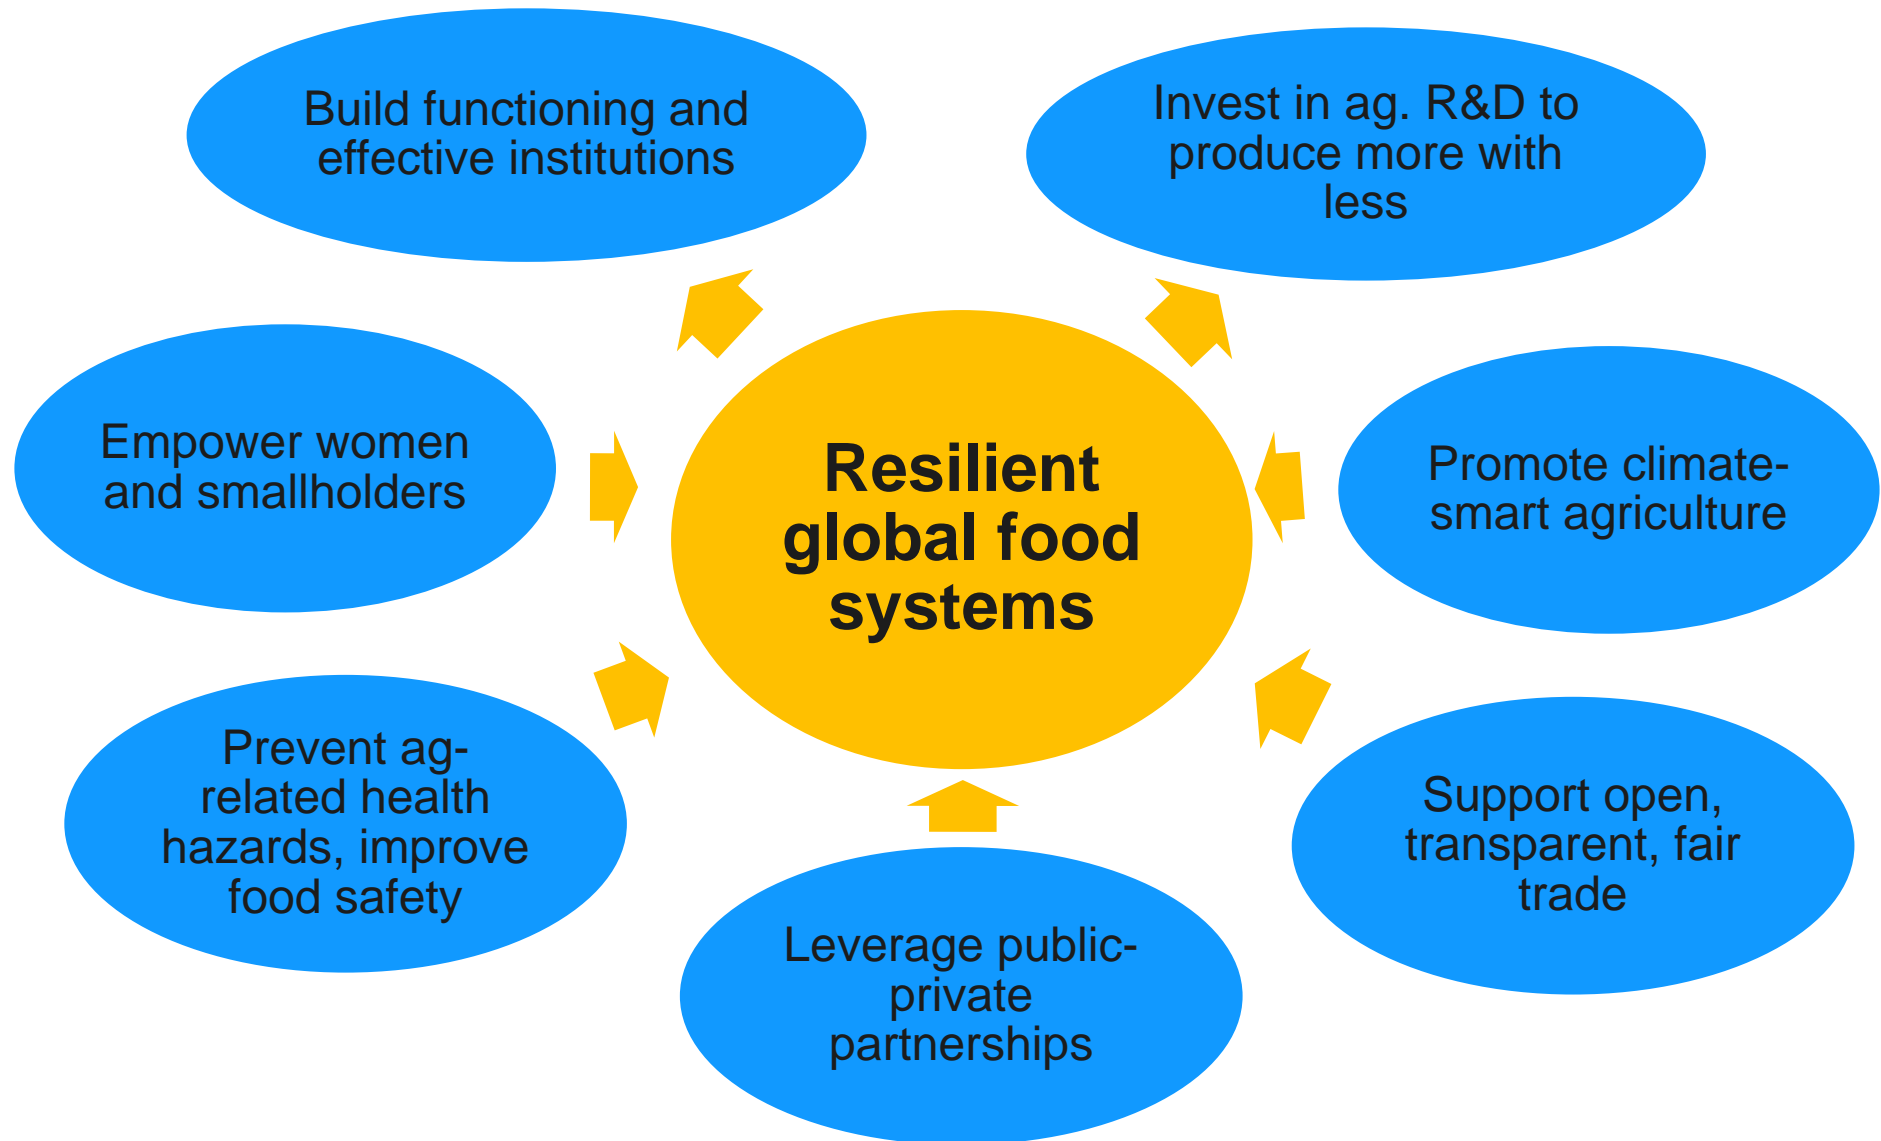 Build functioning and
effective institutions
Invest in ag. R&D to
produce more with
less
Empower women
and smallholders
Resilient
global food
systems
Promote climate-
smart agriculture
Prevent ag-
related health
hazards, improve
food safety
Leverage public-
private
partnerships
Support open,
transparent, fair
trade